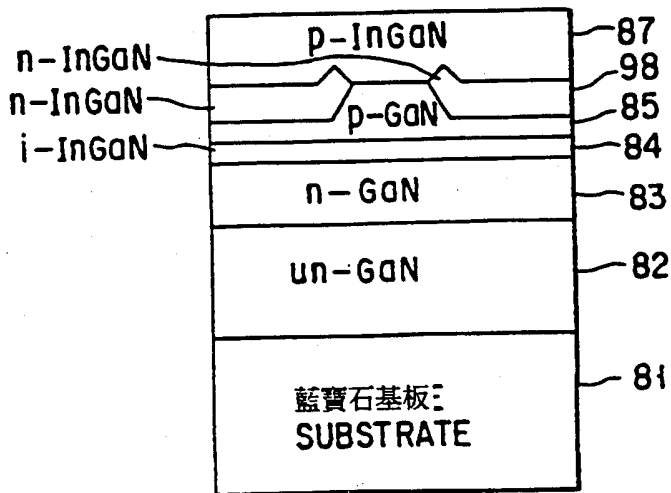 p-InGaN
87
n-InGaN
98
n-InGaN
p-GaN
85
i-InGaN
84
n-GaN
83
un-GaN
82
藍寶石基板
SUBSTRATE
81